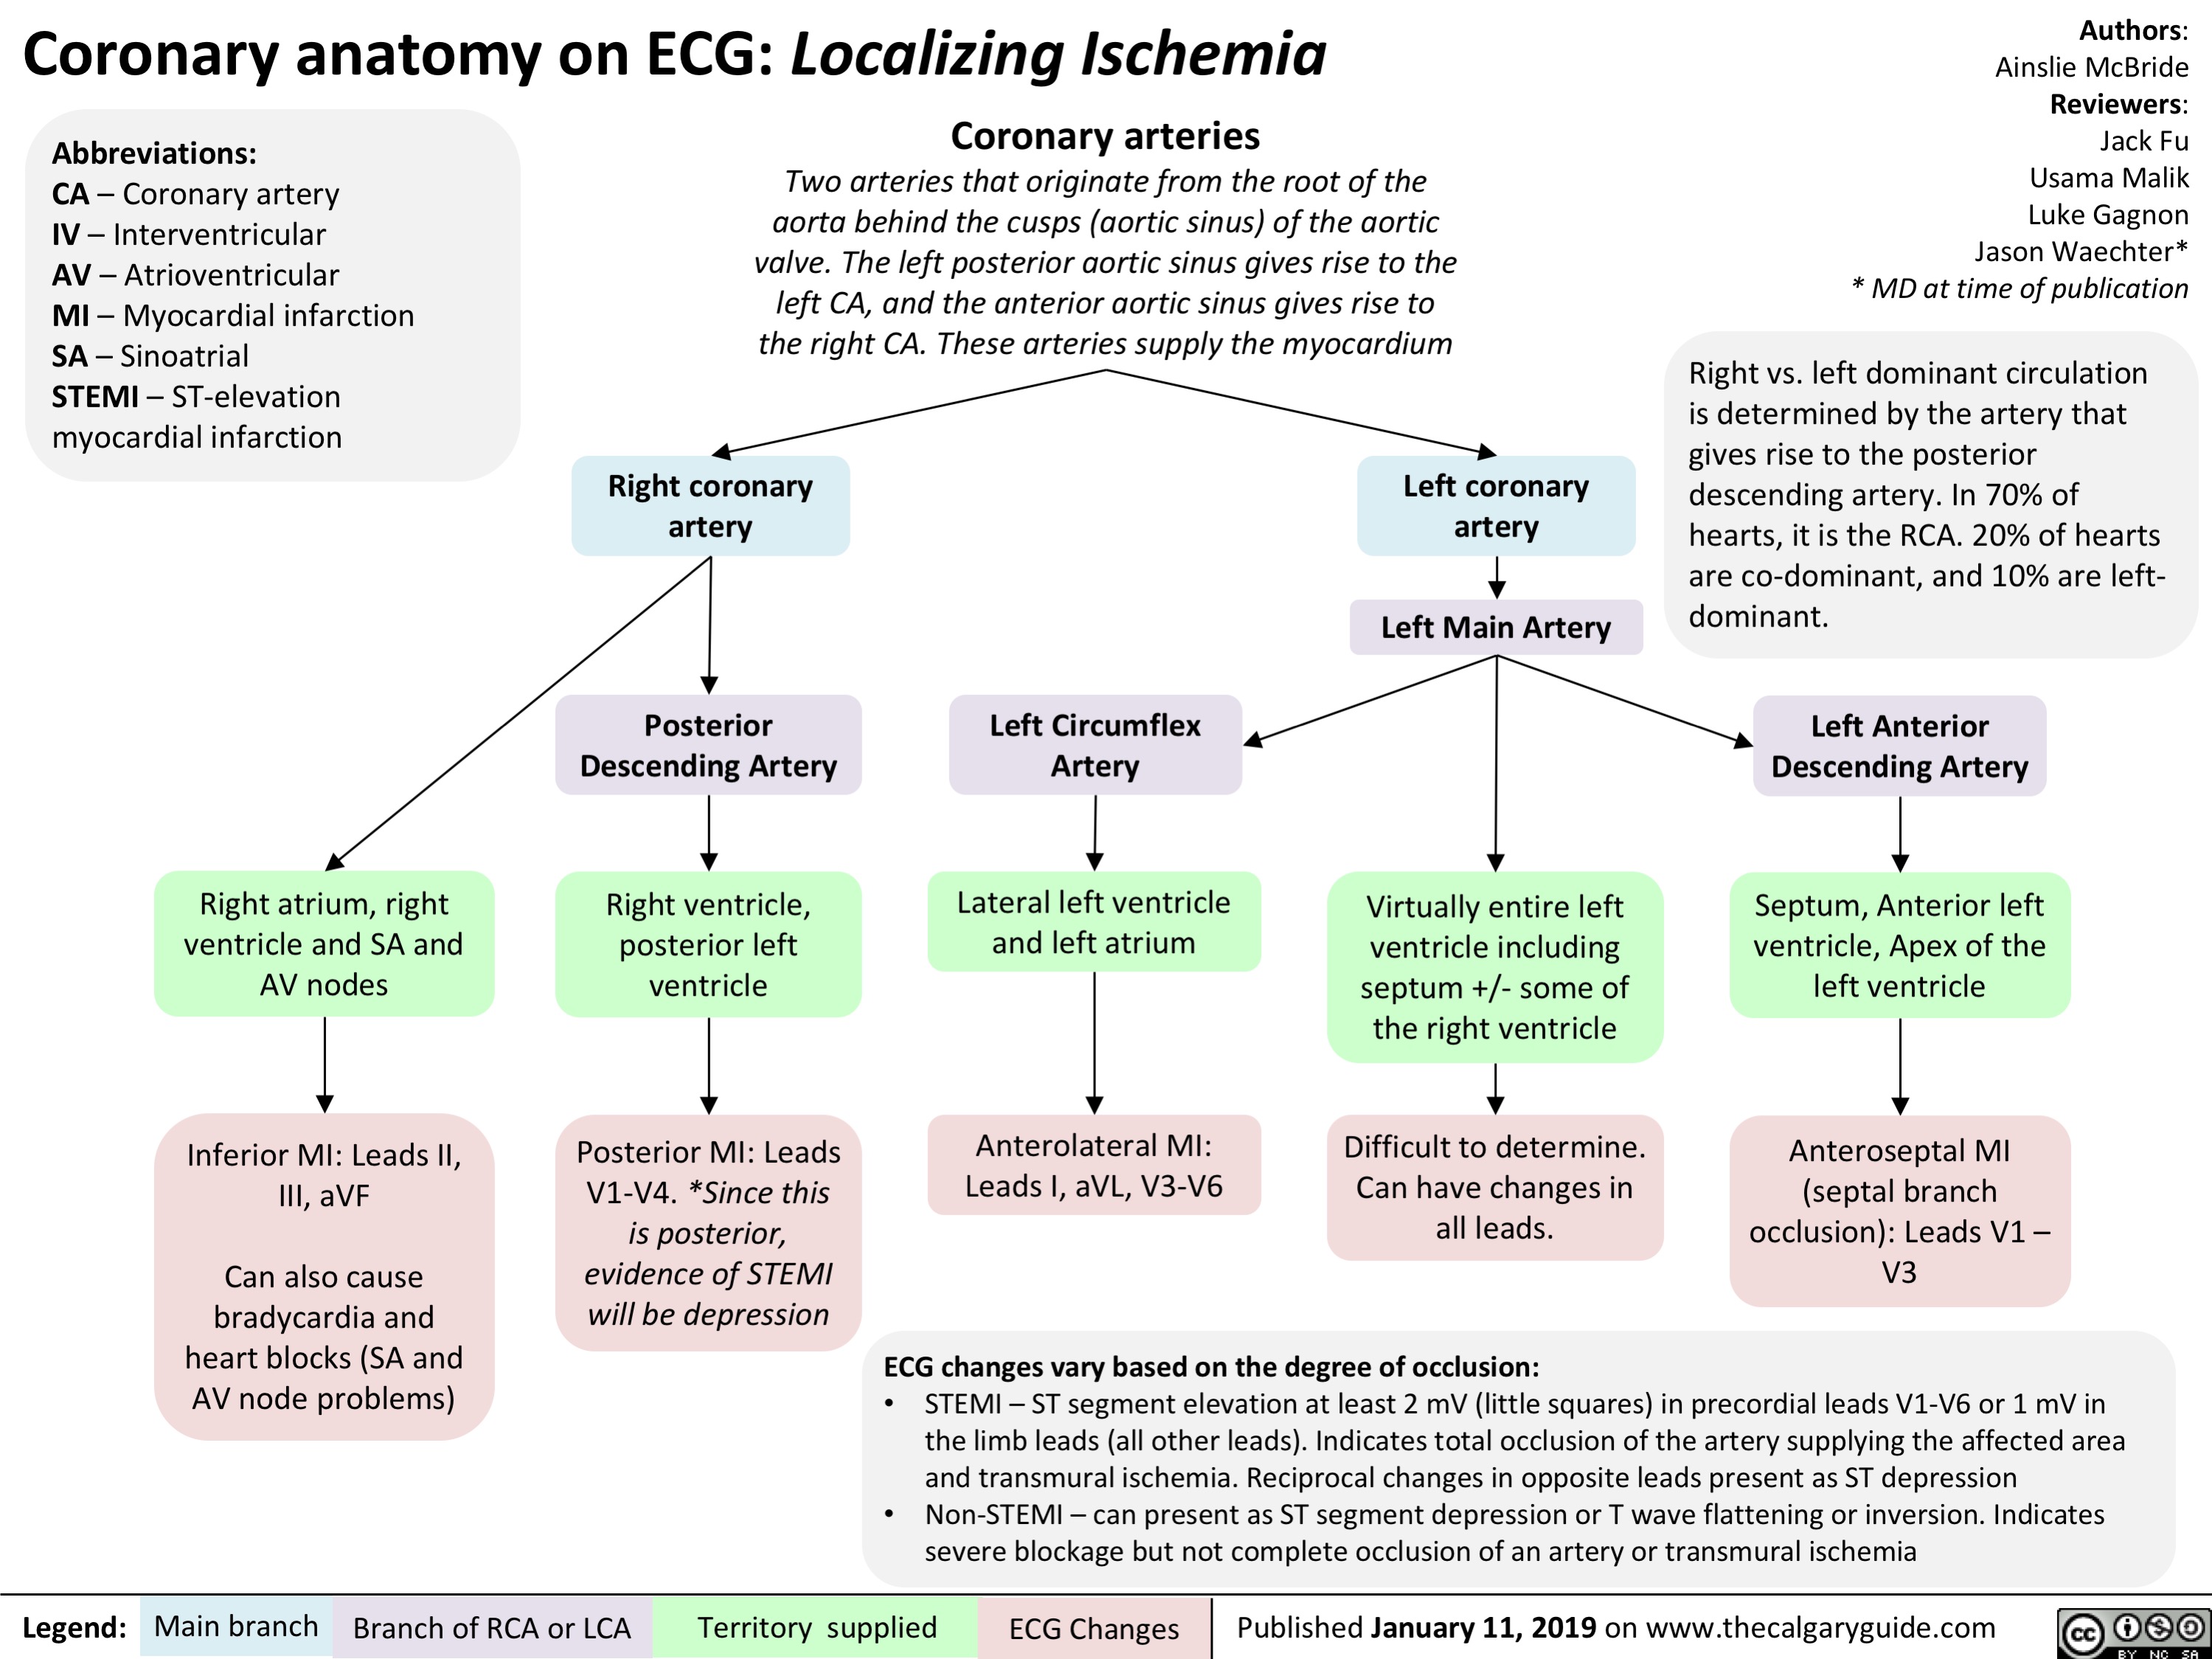 Coronary anatomy on ECG: Localizing Ischemia
Authors:
Ainslie McBride
Reviewers:
Jack Fu
Usama Malik
Luke Gagnon
Jason Waechter*
* MD at time of publication
Abbreviations:
CA – Coronary artery
IV – Interventricular
AV – Atrioventricular
MI – Myocardial infarction
SA – Sinoatrial
STEMI – ST-elevation
myocardial infarction
Coronary arteries
Two arteries that originate from the root of the
aorta behind the cusps (aortic sinus) of the aortic
valve. The left posterior aortic sinus gives rise to the
left CA, and the anterior aortic sinus gives rise to
the right CA. These arteries supply the myocardium
Right vs. left dominant circulation
is determined by the artery that
gives rise to the posterior
descending artery. In 70% of
hearts, it is the RCA. 20% of hearts
are co-dominant, and 10% are left-
dominant.
Right coronary
artery
Left coronary
artery
Left Main Artery
Posterior
Descending Artery
Left Circumflex
Artery
Left Anterior
Descending Artery
Right atrium, right
ventricle and SA and
AV nodes
Right ventricle,
posterior left
ventricle
Lateral left ventricle
and left atrium
Virtually entire left
ventricle including
septum +/- some of
the right ventricle
Septum, Anterior left
ventricle, Apex of the
left ventricle
Inferior MI: Leads II,
III, aVF
Can also cause
bradycardia and
heart blocks (SA and
AV node problems)
Posterior MI: Leads
V1-V4. *Since this
is posterior,
evidence of STEMI
will be depression
Anterolateral MI:
Leads I, aVL, V3-V6
Difficult to determine.
Can have changes in
all leads.
Anteroseptal MI
(septal branch
occlusion): Leads V1 –
V3
ECG changes vary based on the degree of occlusion:
• STEMI – ST segment elevation at least 2 mV (little squares) in precordial leads V1-V6 or 1 mV in
the limb leads (all other leads). Indicates total occlusion of the artery supplying the affected area
and transmural ischemia. Reciprocal changes in opposite leads present as ST depression
• Non-STEMI – can present as ST segment depression or T wave flattening or inversion. Indicates
severe blockage but not complete occlusion of an artery or transmural ischemia
Legend: Main branch Branch of RCA or LCA Territory supplied ECG Changes Published January 11, 2019 on www.thecalgaryguide.com
cc BY NC SA